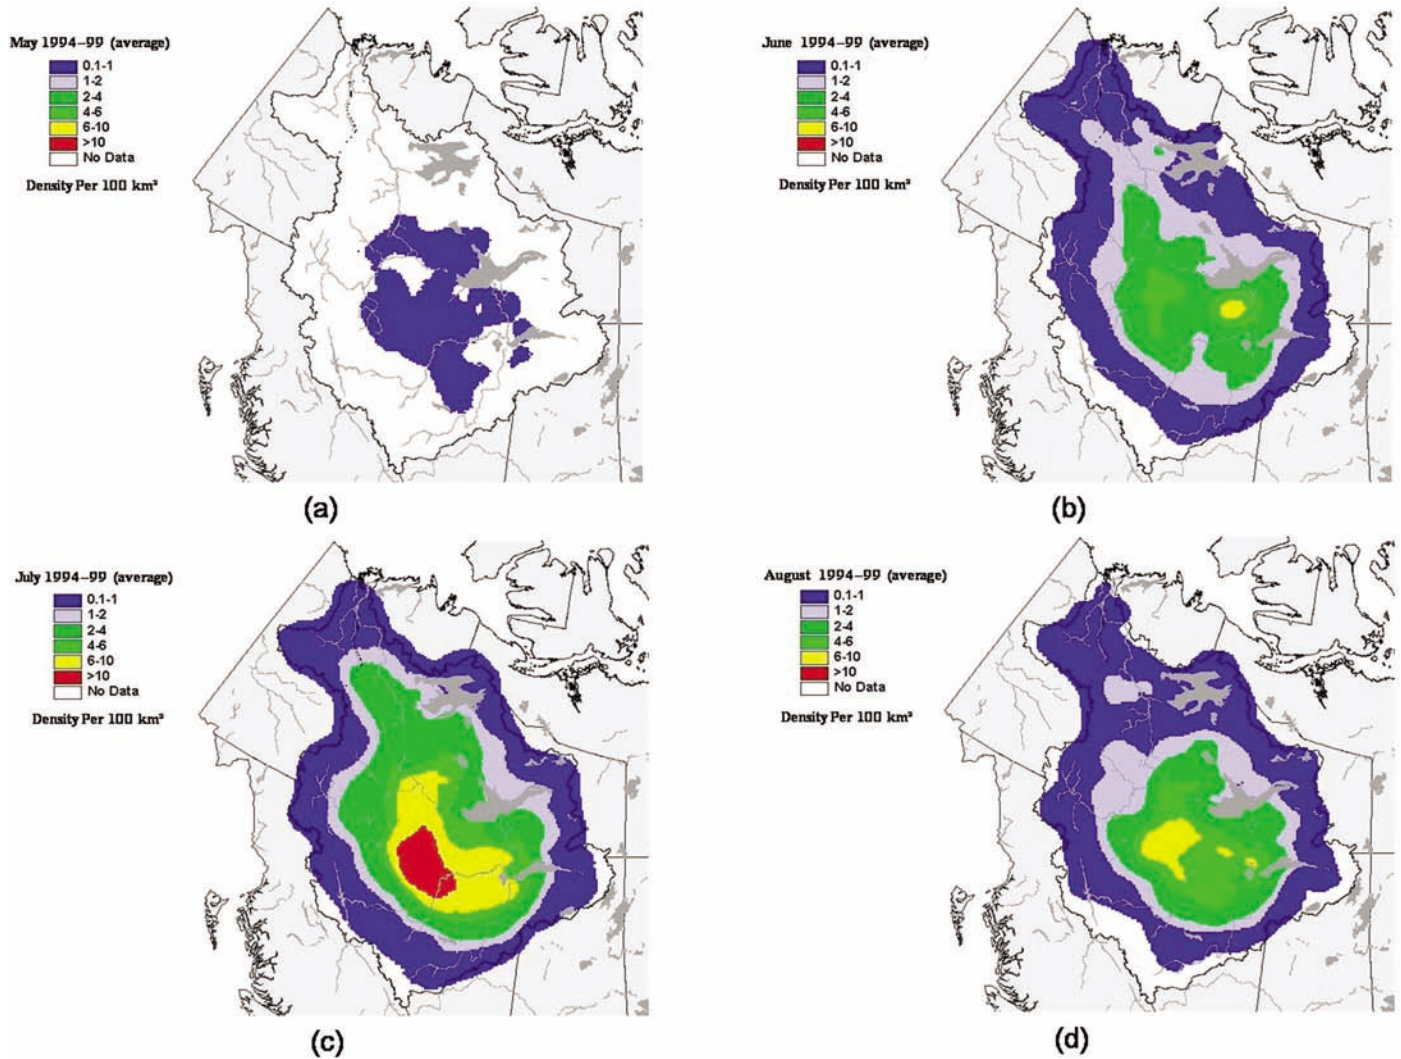 May 1994–99 (average)
0.1-1
1-2
2-4
4-6
6-10
>10
No Data
Density Per 100 km²
(a)
June 1994–99 (average)
0.1-1
1-2
2-4
4-6
6-10
>10
No Data
Density Per 100 km²
(b)
July 1994–99 (average)
0.1-1
1-2
2-4
4-6
6-10
>10
No Data
Density Per 100 km²
(c)
August 1994–99 (average)
0.1-1
1-2
2-4
4-6
6-10
>10
No Data
Density Per 100 km²
(d)